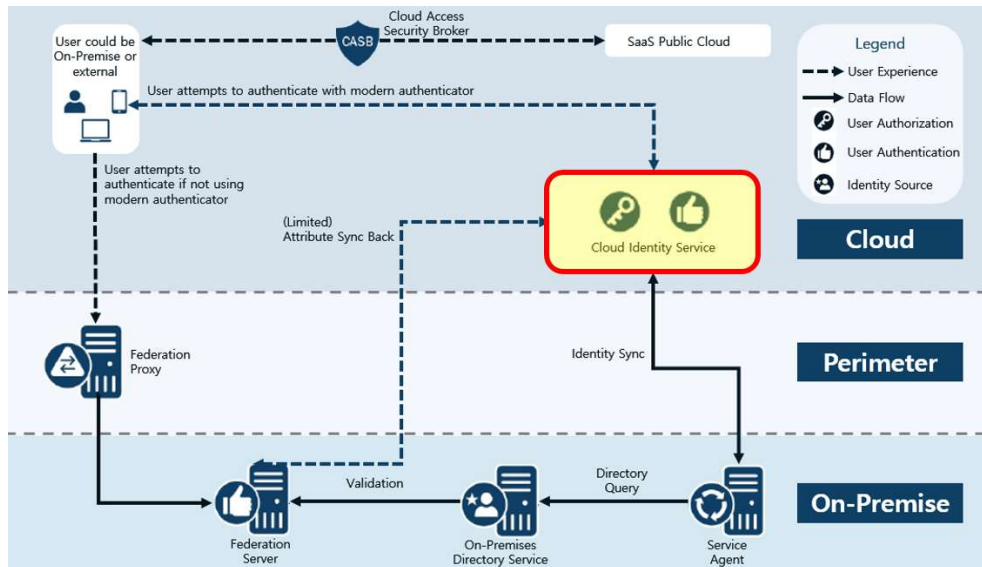 Cloud Access
Security Broker
User could be
On-Premise or
external
CASB
SaaS Public Cloud
Legend
User Experience
Data Flow
User Authorization
User Authentication
Identity Source
User attempts to authenticate with modern authenticator
User attempts to
authenticate if not using
modern authenticator
(Limited)
Attribute Sync Back
Cloud Identity Service
Cloud
Federation
Proxy
Identity Sync
Perimeter
Validation
Directory
Query
On-Premise
Federation
Server
On-Premises
Directory Service
Service
Agent